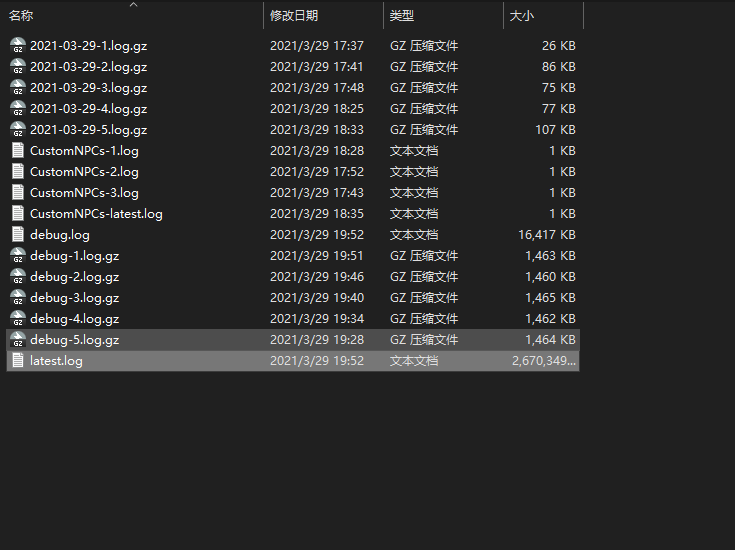 名称 修改日期 类型 大小
2021-03-29-1.log.gz 2021/3/29 17:37 GZ 压缩文件 26 KB
2021-03-29-2.log.gz 2021/3/29 17:41 GZ 压缩文件 86 KB
2021-03-29-3.log.gz 2021/3/29 17:48 GZ 压缩文件 75 KB
2021-03-29-4.log.gz 2021/3/29 18:25 GZ 压缩文件 77 KB
2021-03-29-5.log.gz 2021/3/29 18:33 GZ 压缩文件 107 KB
CustomNPCs-1.log 2021/3/29 18:28 文本文档 1 KB
CustomNPCs-2.log 2021/3/29 17:52 文本文档 1 KB
CustomNPCs-3.log 2021/3/29 17:43 文本文档 1 KB
CustomNPCs-latest.log 2021/3/29 18:35 文本文档 1 KB
debug.log 2021/3/29 19:52 文本文档 16,417 KB
debug-1.log.gz 2021/3/29 19:51 GZ 压缩文件 1,463 KB
debug-2.log.gz 2021/3/29 19:46 GZ 压缩文件 1,460 KB
debug-3.log.gz 2021/3/29 19:40 GZ 压缩文件 1,465 KB
debug-4.log.gz 2021/3/29 19:34 GZ 压缩文件 1,462 KB
debug-5.log.gz 2021/3/29 19:28 GZ 压缩文件 1,464 KB
latest.log 2021/3/29 19:52 文本文档 2,670,349...